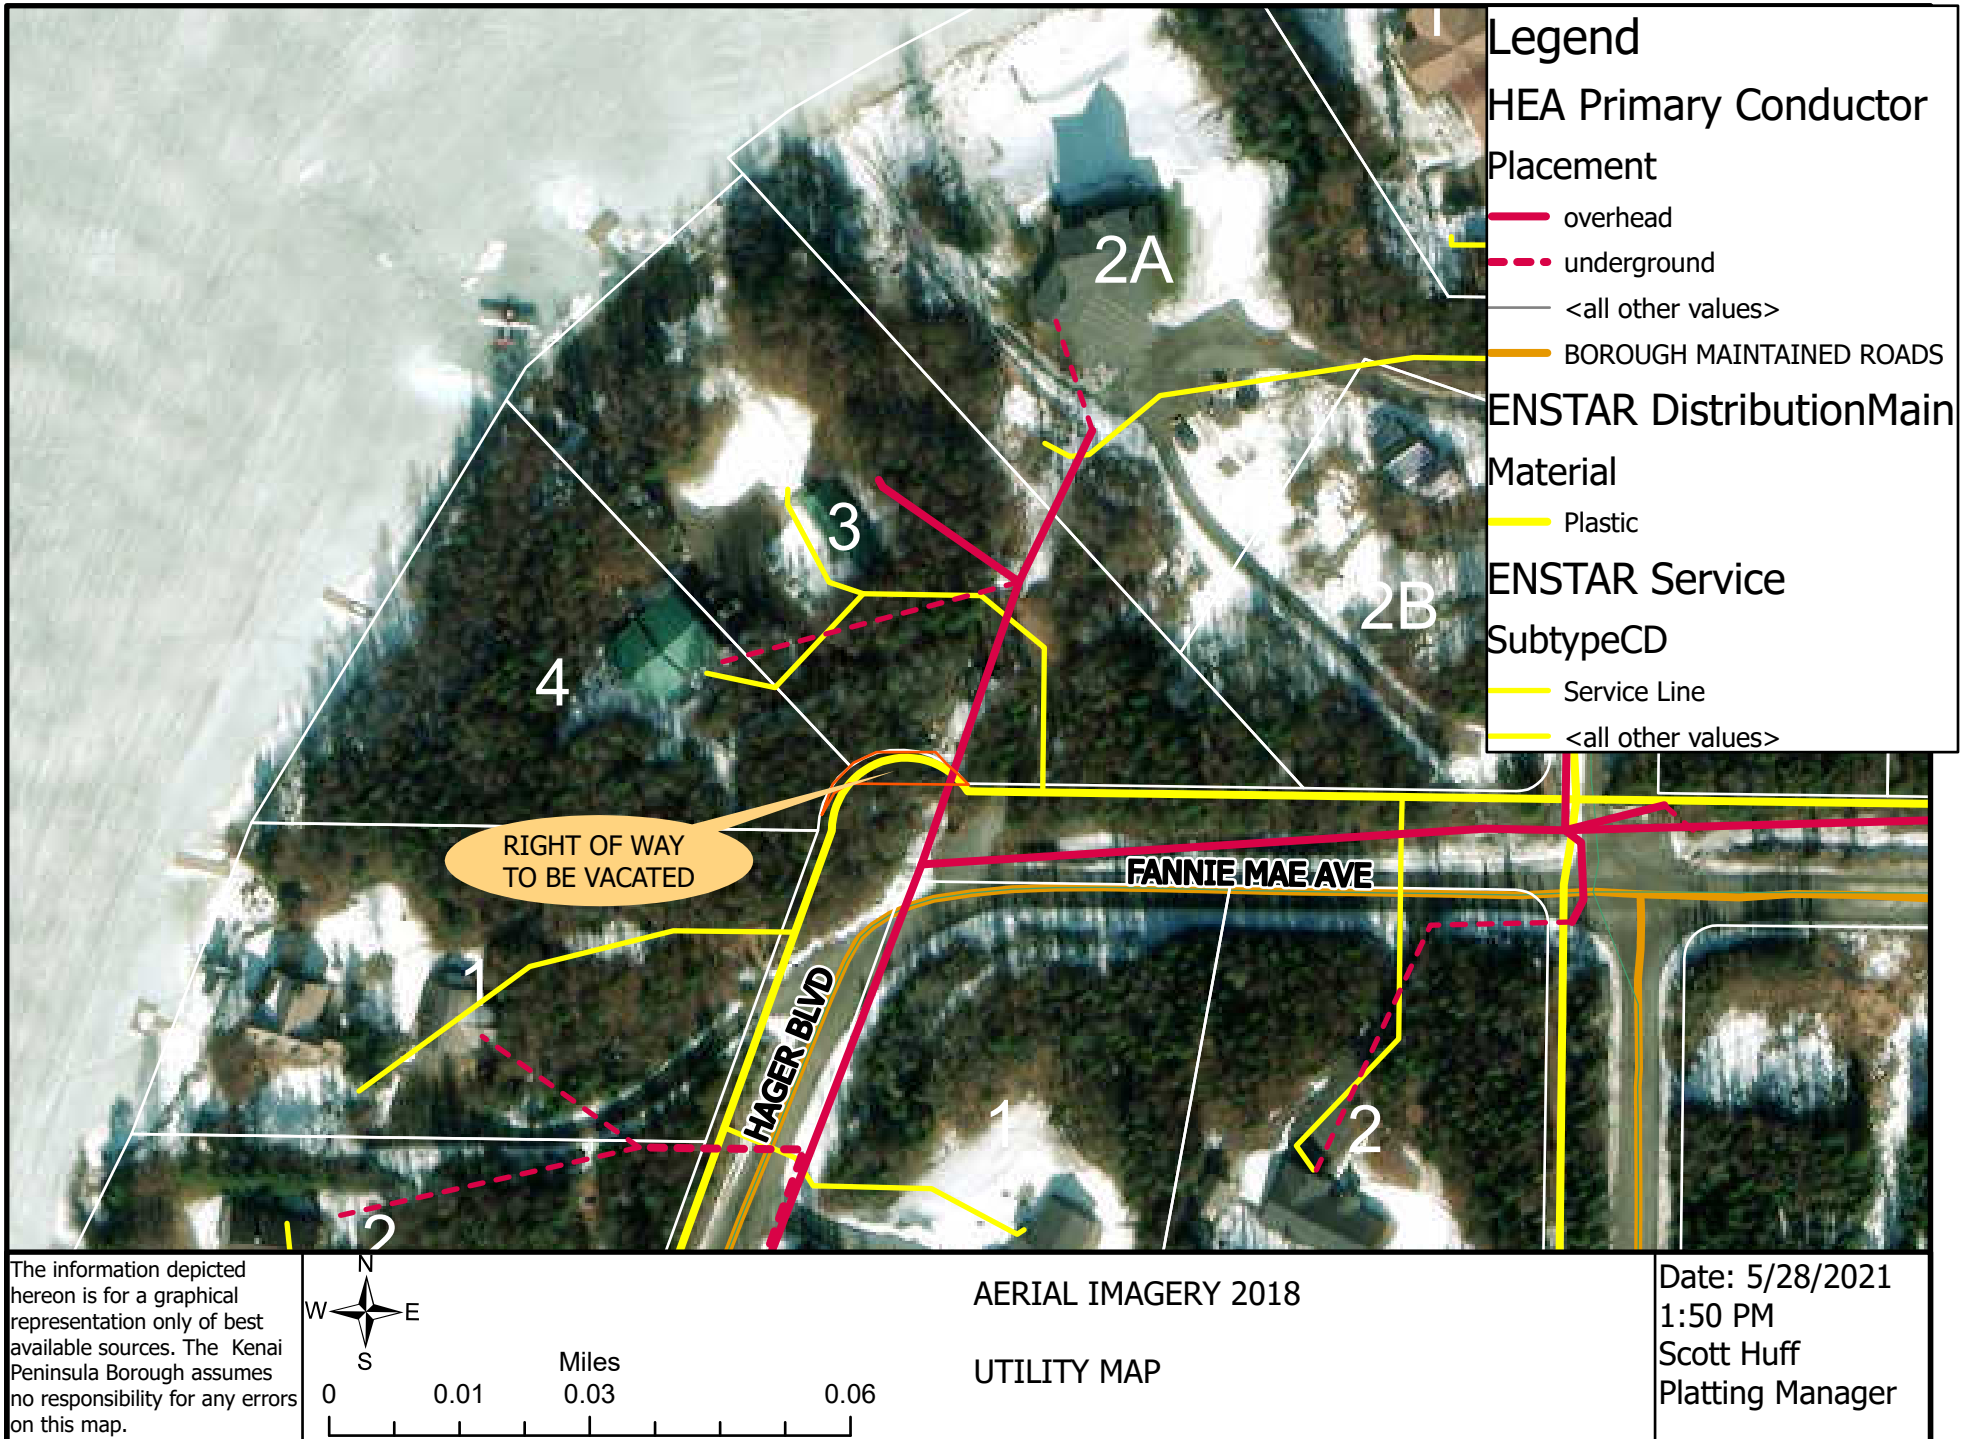 Legend
HEA Primary Conductor
Placement
overhead
underground
<all other values>
BOROUGH MAINTAINED ROADS
ENSTAR DistributionMain
Material
Plastic
ENSTAR Service
SubtypeCD
Service Line
<all other values>
1
2A
3
2B
4
RIGHT OF WAY
TO BE VACATED
FANNIE MAE AVE
1
HAGER BLVD
1
2
2
The information depicted
hereon is for a graphical
representation only of best
available sources. The Kenai
Peninsula Borough assumes
no responsibility for any errors
on this map.
N
W E
S
Miles
0 0.01 0.03 0.06
AERIAL IMAGERY 2018
UTILITY MAP
Date: 5/28/2021
1:50 PM
Scott Huff
Platting Manager